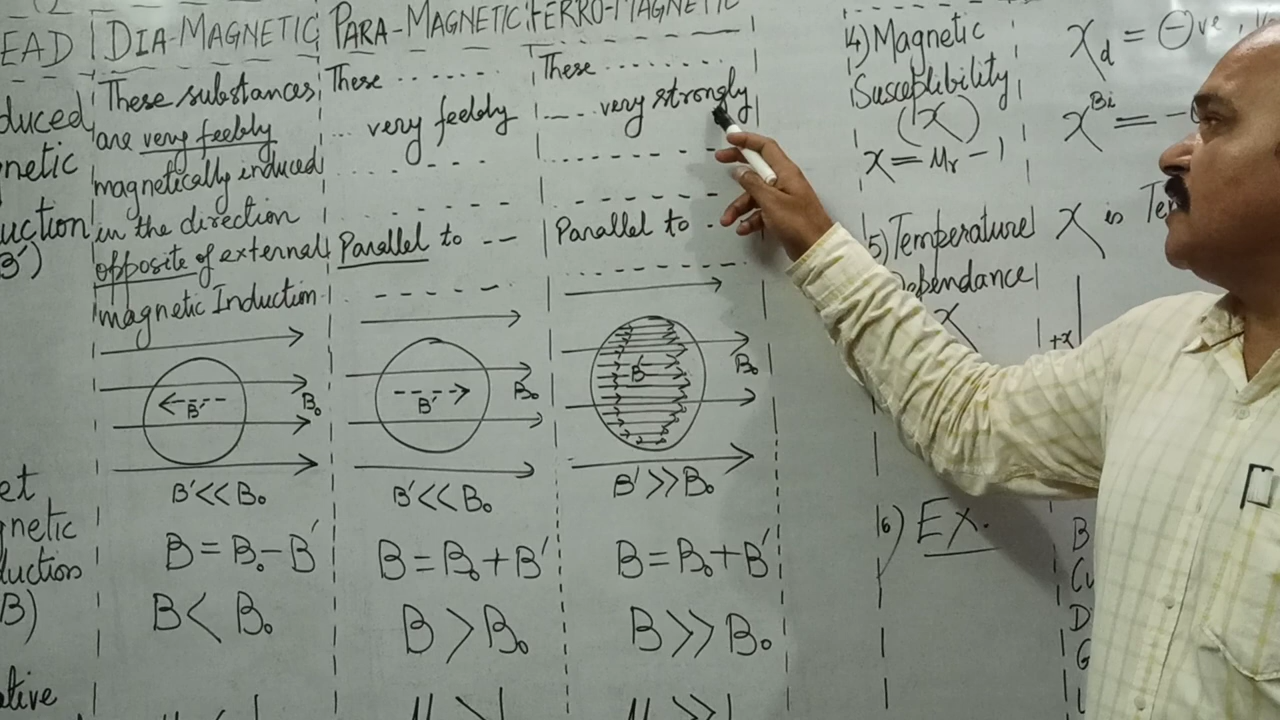 EAD
DIA-MAGNETIC
PARA-MAGNETIC
FERRO-MAGNETIC
duced
netic
uction
B')
These substances
are very feebly
magnetically induced
in the direction
opposite of external
magnetic Induction.
These ------
--- very feebly
Parallel to --
These .......
---- very strongly
Parallel to -
B'
B₀
B'
B₀
B'
B₀
et
gnetic
duction
B)
B'<<B₀
B=B₀-B'
B<B₀
B'<<B₀
B=B₀+B'
B>B₀
B'>>B₀
B=B₀+B'
B>>B₀
ative
4) Magnetic
Susceptibility
(χ)
χ=μr-1
χd = ⊖ve
χBi = -
5) Temperature
Dependance
χ is Te
+x
6) Ex.
B